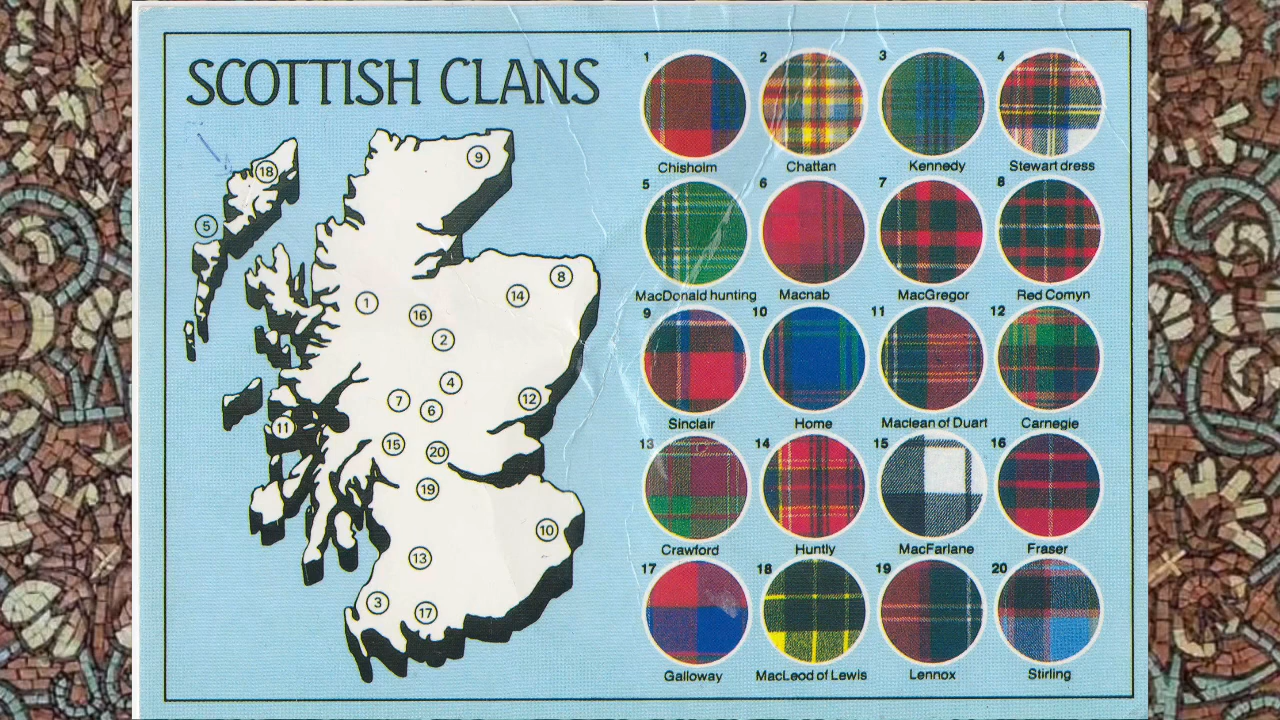 SCOTTISH CLANS
1 2 3 4
Chisholm Chattan Kennedy Stewart dress
5 6 7 8
MacDonald hunting Macnab MacGregor Red Comyn
9 10 11 12
Sinclair Home Maclean of Duart Carnegie
13 14 15 16
Crawford Huntly MacFarlane Fraser
17 18 19 20
Galloway MacLeod of Lewis Lennox Stirling
9
18
5
8
14
1
16
2
4
7
12
6
11
15
20
19
10
13
3
17